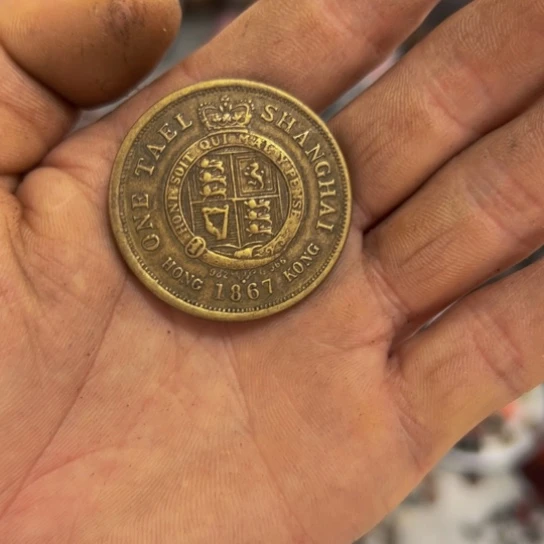 ONE TAEL SHANGHAI
HONI SOIT QUI MAL Y PENSE
HONG 1867 KONG